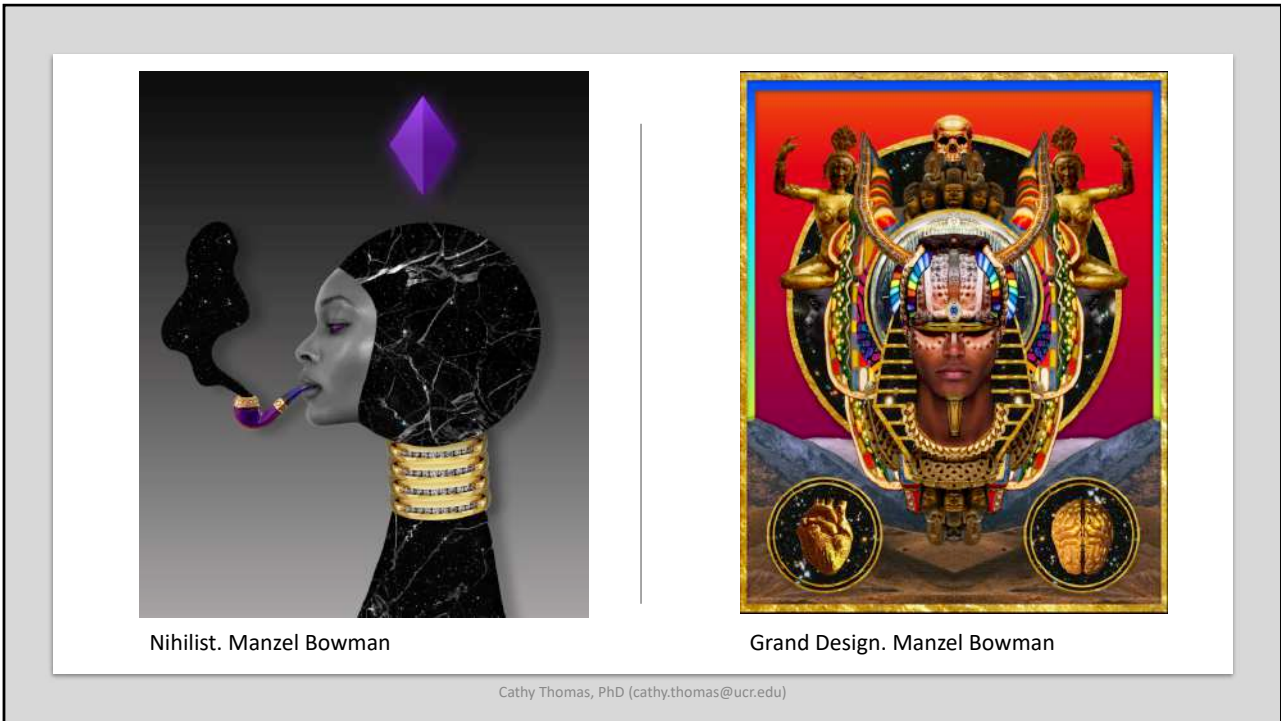 Nihilist. Manzel Bowman
Grand Design. Manzel Bowman
Cathy Thomas, PhD (cathy.thomas@ucr.edu)